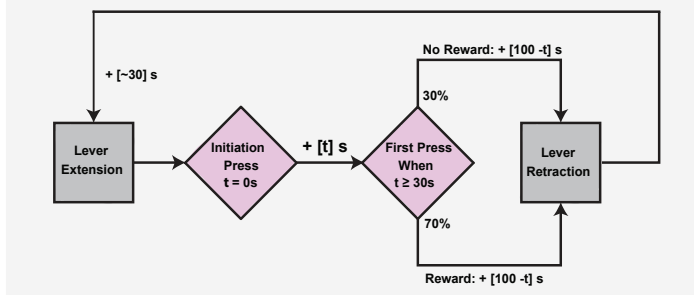 No Reward: + [100 -t] s
+ [~30] s
30%
Lever
Extension
Initiation
Press
t = 0s
+ [t] s
First Press
When
t ≥ 30s
Lever
Retraction
70%
Reward: + [100 -t] s